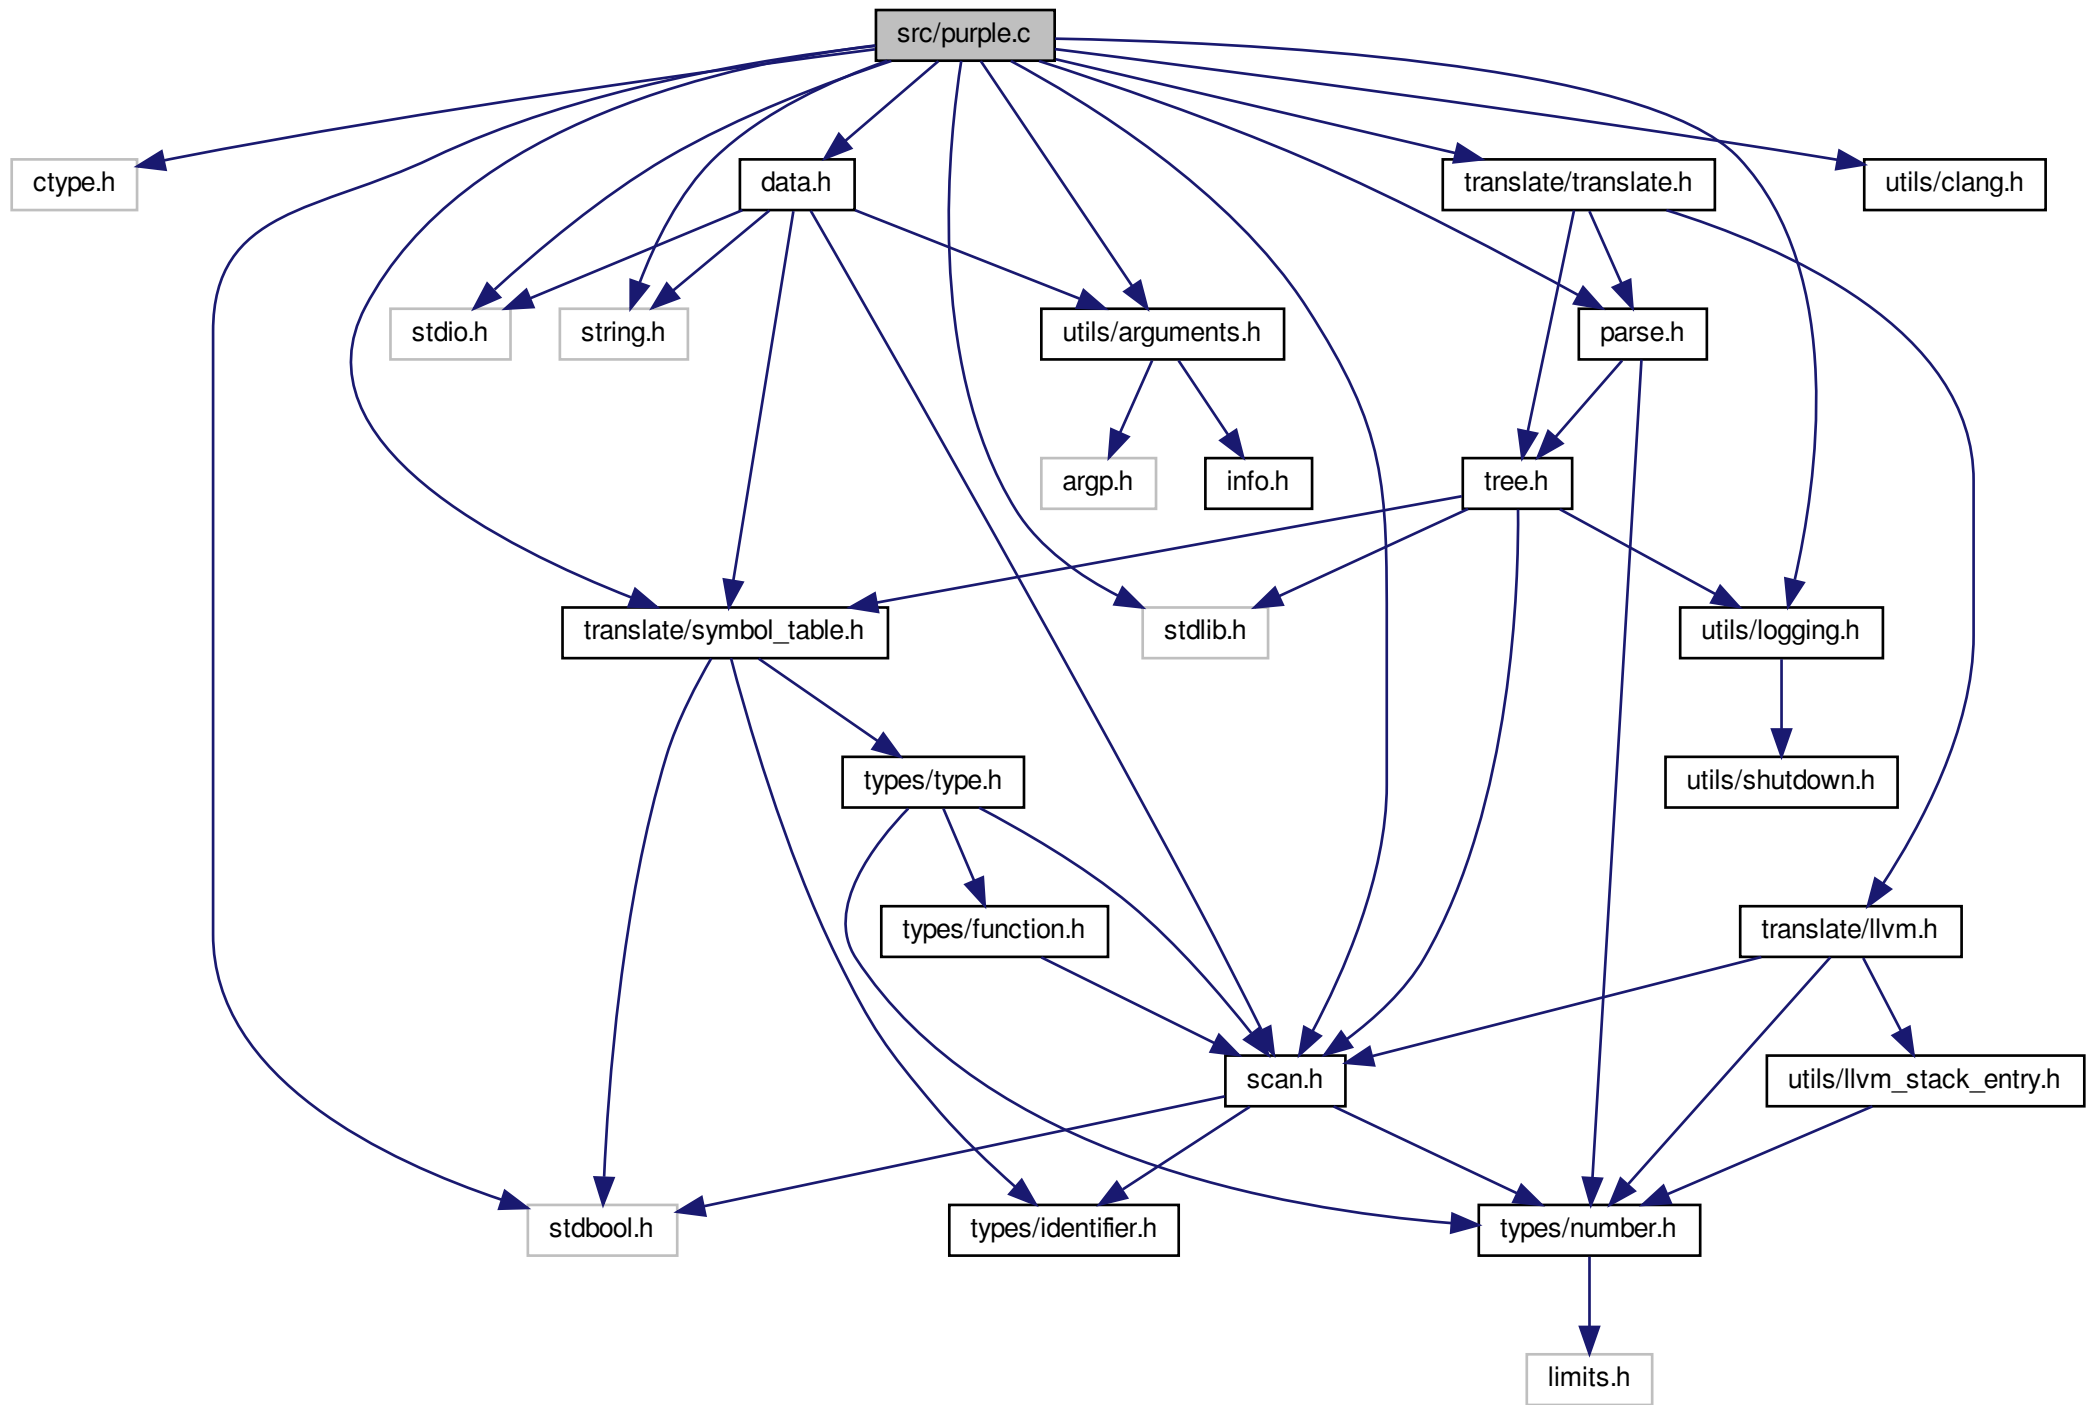 src/purple.c
ctype.h
data.h
translate/translate.h
utils/clang.h
stdio.h
string.h
utils/arguments.h
parse.h
argp.h
info.h
tree.h
translate/symbol_table.h
stdlib.h
utils/logging.h
types/type.h
utils/shutdown.h
types/function.h
translate/llvm.h
scan.h
utils/llvm_stack_entry.h
stdbool.h
types/identifier.h
types/number.h
limits.h